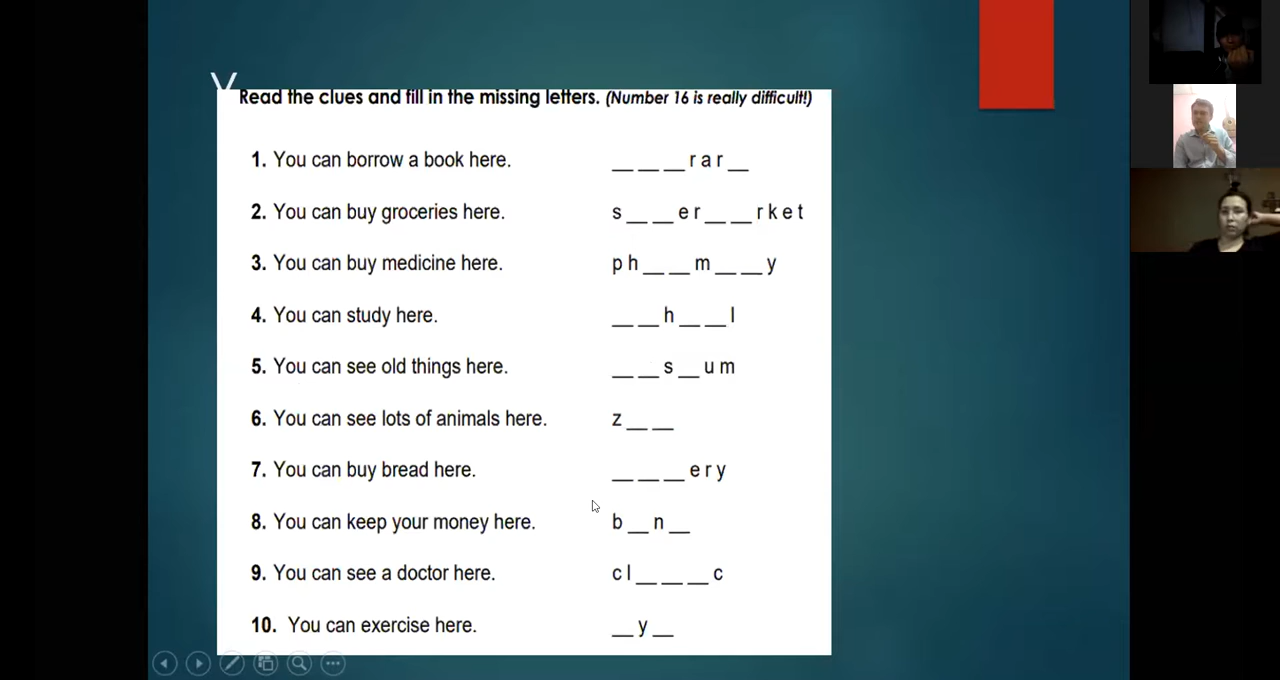 Read the clues and fill in the missing letters. (Number 16 is really difficult!)
1. You can borrow a book here. __ __ __ r a r __
2. You can buy groceries here. s __ __ e r __ __ r k e t
3. You can buy medicine here. p h __ __ m __ __ y
4. You can study here. __ __ h __ __ l
5. You can see old things here. __ __ s __ u m
6. You can see lots of animals here. z __ __
7. You can buy bread here. __ __ __ e r y
8. You can keep your money here. b __ n __
9. You can see a doctor here. c l __ __ __ c
10. You can exercise here. __ y __